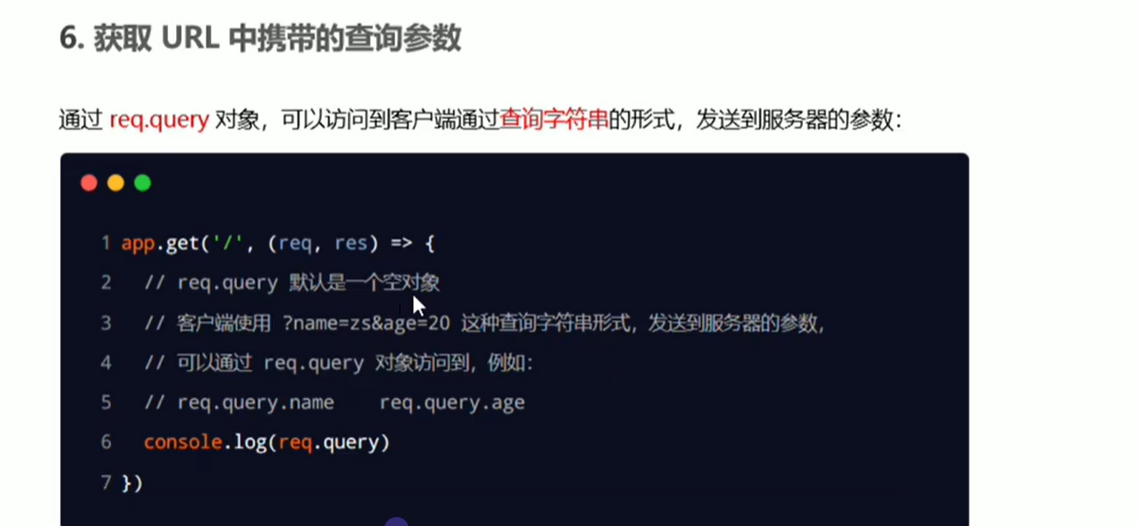 6. 获取 URL 中携带的查询参数
通过 req.query 对象，可以访问到客户端通过查询字符串的形式，发送到服务器的参数：
1 app.get('/', (req, res) => {
2 // req.query 默认是一个空对象
3 // 客户端使用 ?name=zs&age=20 这种查询字符串形式，发送到服务器的参数，
4 // 可以通过 req.query 对象访问到，例如：
5 // req.query.name req.query.age
6 console.log(req.query)
7 })